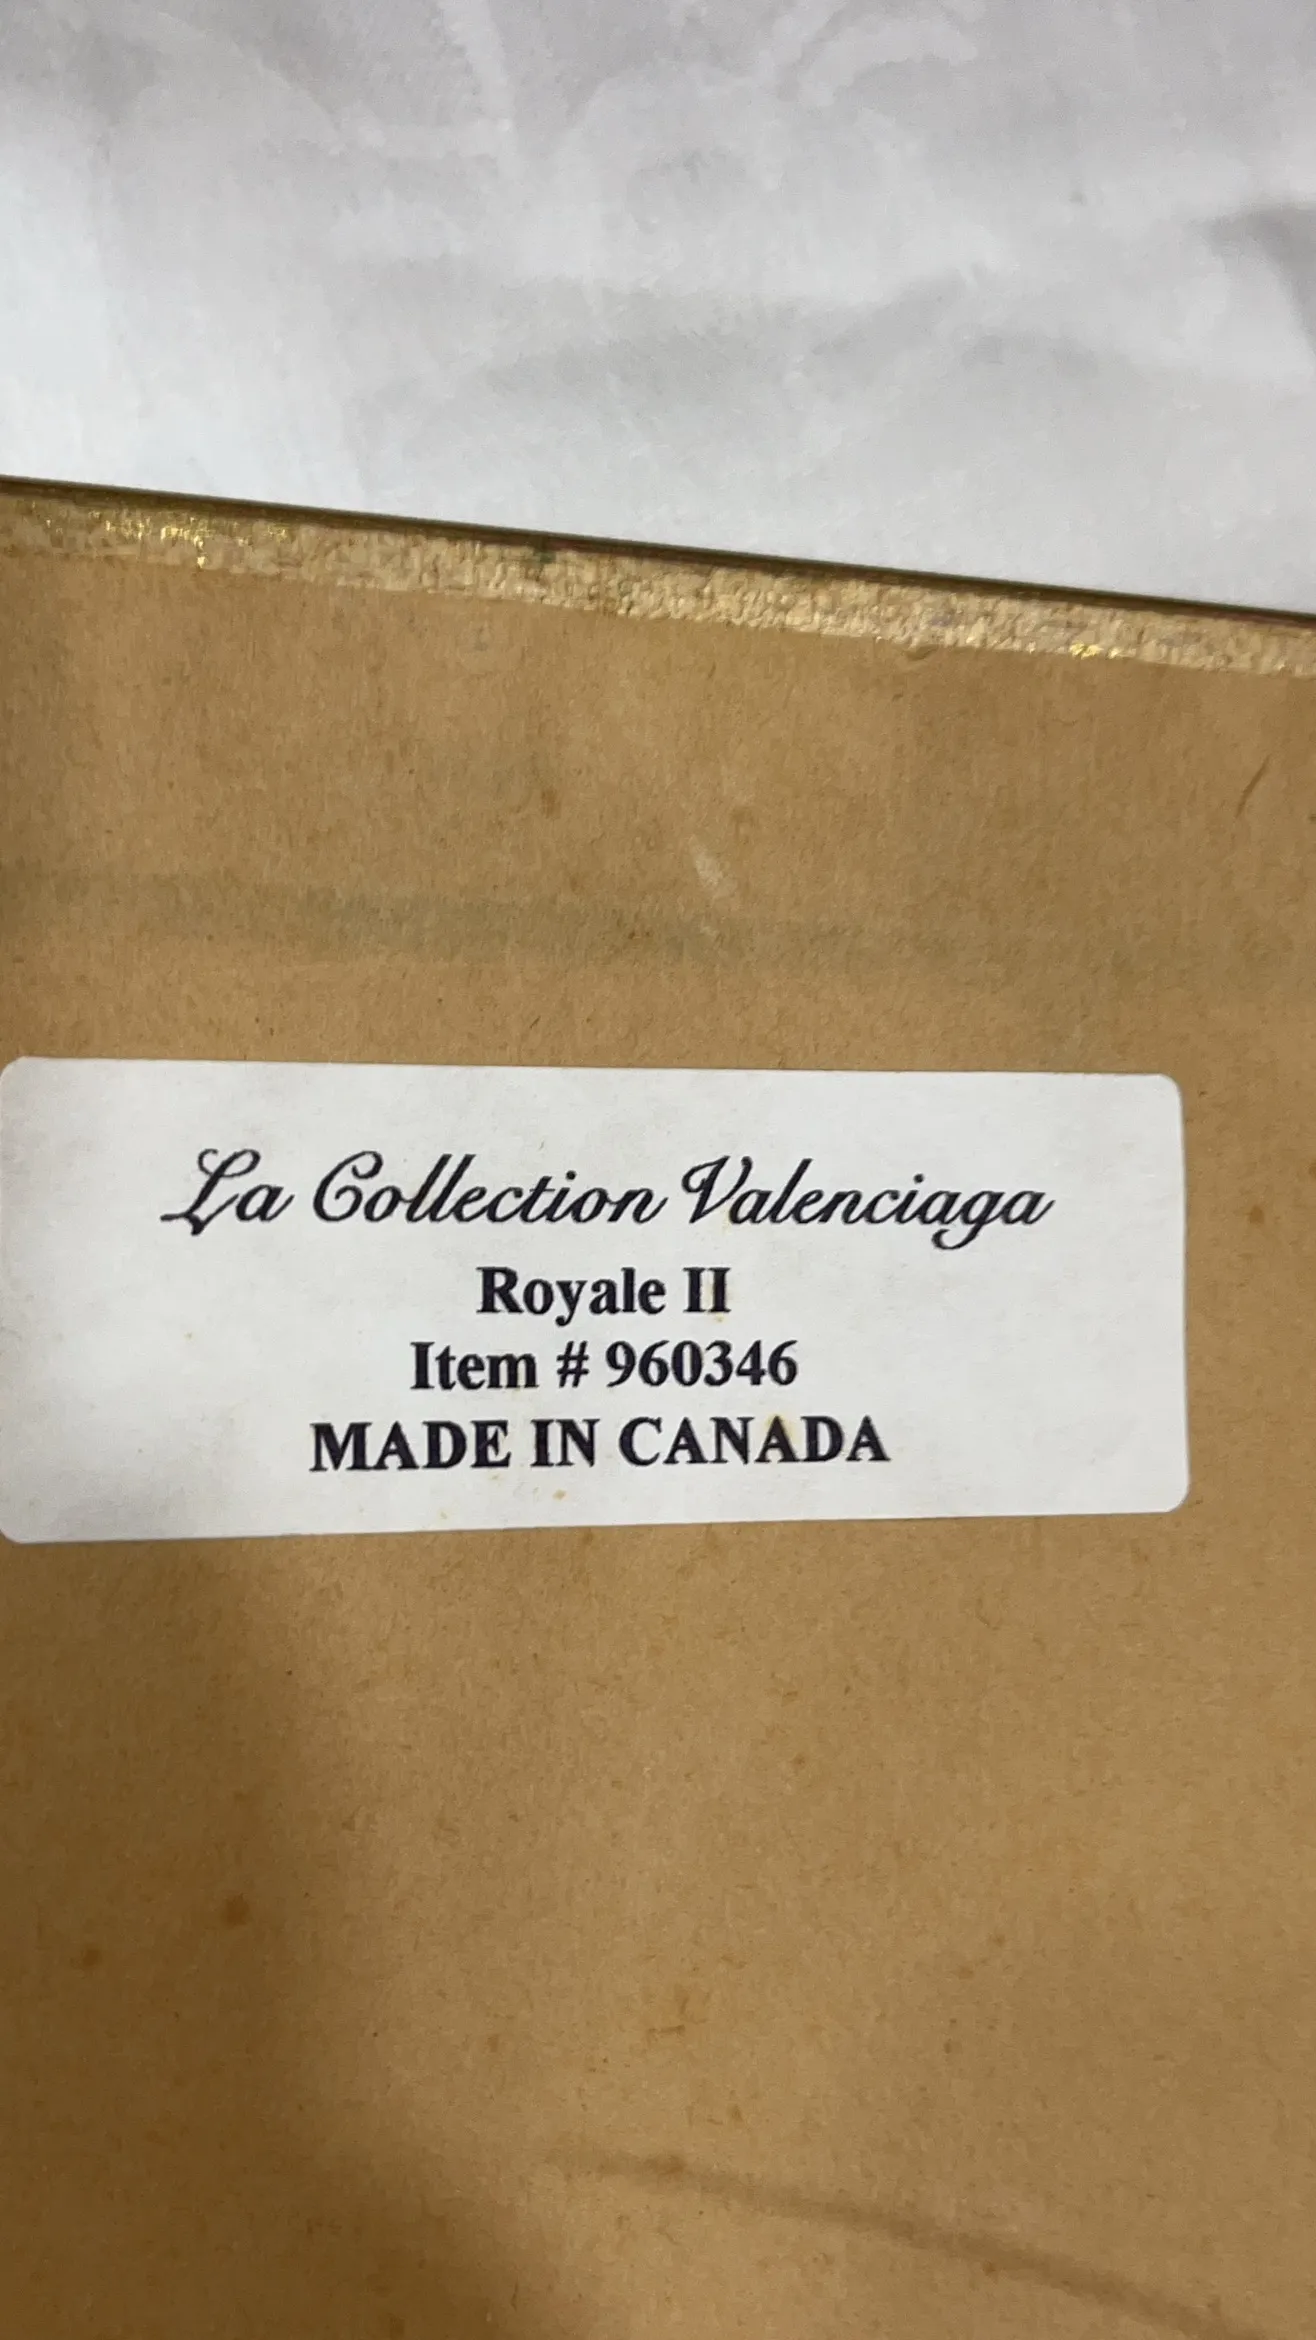 La Collection Valenciaga
Royale II
Item # 960346
MADE IN CANADA